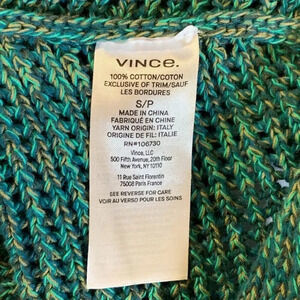 VINCE.
100% COTTON/COTON
EXCLUSIVE OF TRIM/SAUF
LES BORDURES
S/P
MADE IN CHINA
FABRIQUÉ EN CHINE
YARN ORIGIN: ITALY
ORIGINE DE FIL: ITALIE
RN#106730
Vince, LLC
500 Fifth Avenue, 20th Floor
New York, NY 10110
11 Rue Saint Florentin
75008 Paris France
SEE REVERSE FOR CARE
VOIR AU VERSO POUR LES SOINS